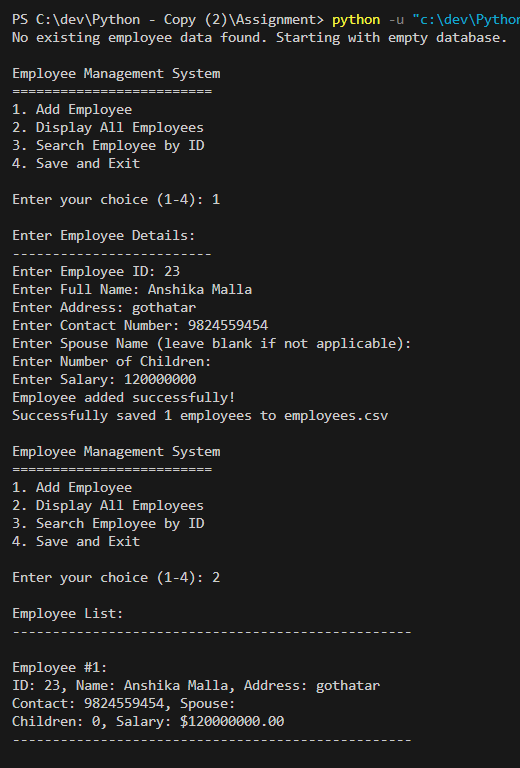 PS C:\dev\Python - Copy (2)\Assignment> python -u "c:\dev\Python
No existing employee data found. Starting with empty database.
Employee Management System
=========================
1. Add Employee
2. Display All Employees
3. Search Employee by ID
4. Save and Exit
Enter your choice (1-4): 1
Enter Employee Details:
-------------------------
Enter Employee ID: 23
Enter Full Name: Anshika Malla
Enter Address: gothatar
Enter Contact Number: 9824559454
Enter Spouse Name (leave blank if not applicable):
Enter Number of Children:
Enter Salary: 120000000
Employee added successfully!
Successfully saved 1 employees to employees.csv
Employee Management System
=========================
1. Add Employee
2. Display All Employees
3. Search Employee by ID
4. Save and Exit
Enter your choice (1-4): 2
Employee List:
--------------------------------------------------
Employee #1:
ID: 23, Name: Anshika Malla, Address: gothatar
Contact: 9824559454, Spouse:
Children: 0, Salary: $120000000.00
--------------------------------------------------